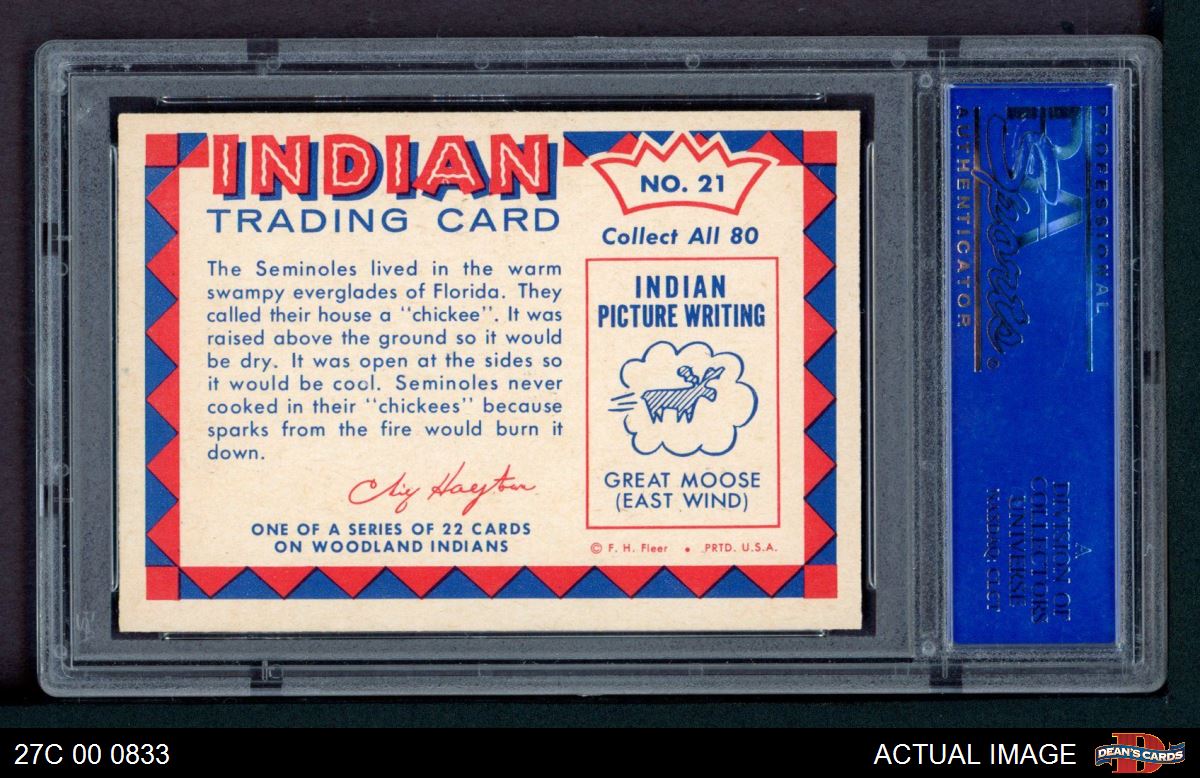 INDIAN
TRADING CARD
NO. 21
Collect All 80
The Seminoles lived in the warm
swampy everglades of Florida. They
called their house a "chickee". It was
raised above the ground so it would
be dry. It was open at the sides so
it would be cool. Seminoles never
cooked in their "chickees" because
sparks from the fire would burn it
down.
ONE OF A SERIES OF 22 CARDS
ON WOODLAND INDIANS
INDIAN
PICTURE WRITING
GREAT MOOSE
(EAST WIND)
© F. H. Fleer • PRTD. U.S.A.
PROFESSIONAL
PSA
Sports
AUTHENTICATOR
A
DIVISION OF
COLLECTORS
UNIVERSE
NASDAQ: CLCT
27C 00 0833
ACTUAL IMAGE
DEAN'S CARDS